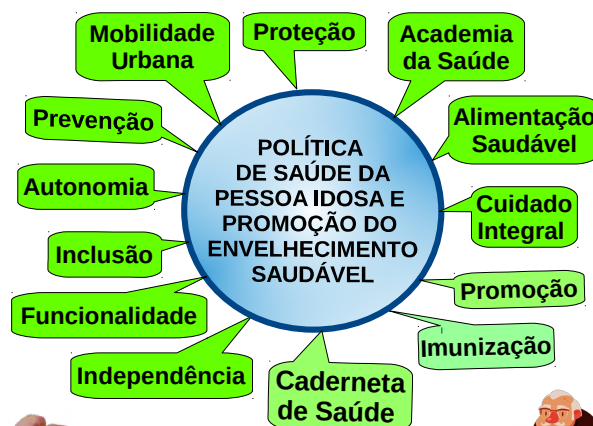 Mobilidade
Urbana
Proteção
Academia
da Saúde
Prevenção
Alimentação
Saudável
Autonomia
Cuidado
Integral
Inclusão
Promoção
Funcionalidade
Imunização
Independência
Caderneta
de Saúde
POLÍTICA
DE SAÚDE DA
PESSOA IDOSA E
PROMOÇÃO DO
ENVELHECIMENTO
SAUDÁVEL